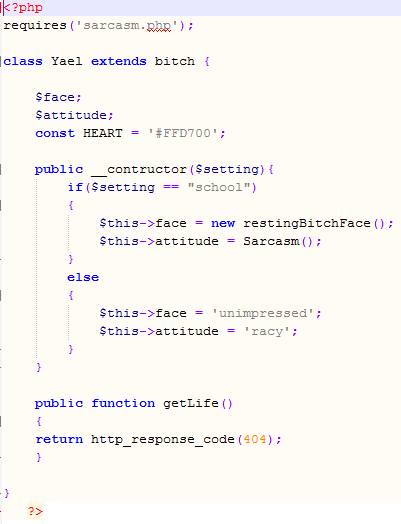 <?php
requires('sarcasm.php');
class Yael extends bitch {
$face;
$attitude;
const HEART = '#FFD700';
public __contructor($setting){
if($setting == "school")
{
$this->face = new restingBitchFace();
$this->attitude = Sarcasm();
}
else
{
$this->face = 'unimpressed';
$this->attitude = 'racy';
}
}
public function getLife()
{
return http_response_code(404);
}
}
?>